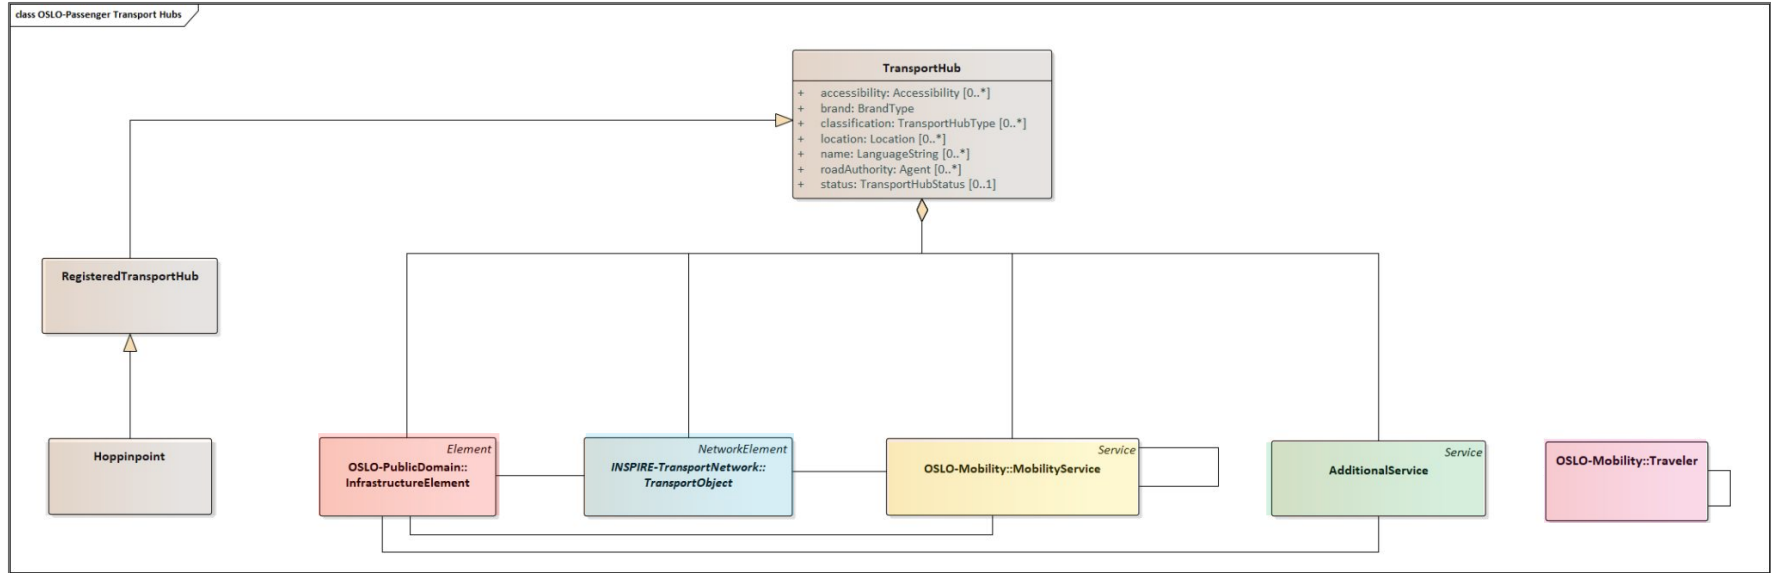 class OSLO-Passenger Transport Hubs
TransportHub
+ accessibility: Accessibility [0..*]
+ brand: BrandType
+ classification: TransportHubType [0..*]
+ location: Location [0..*]
+ name: LanguageString [0..*]
+ roadAuthority: Agent [0..*]
+ status: TransportHubStatus [0..1]
RegisteredTransportHub
Hoppinpoint
Element
OSLO-PublicDomain::
InfrastructureElement
NetworkElement
INSPIRE-TransportNetwork::
TransportObject
Service
OSLO-Mobility::MobilityService
Service
AdditionalService
OSLO-Mobility::Traveler